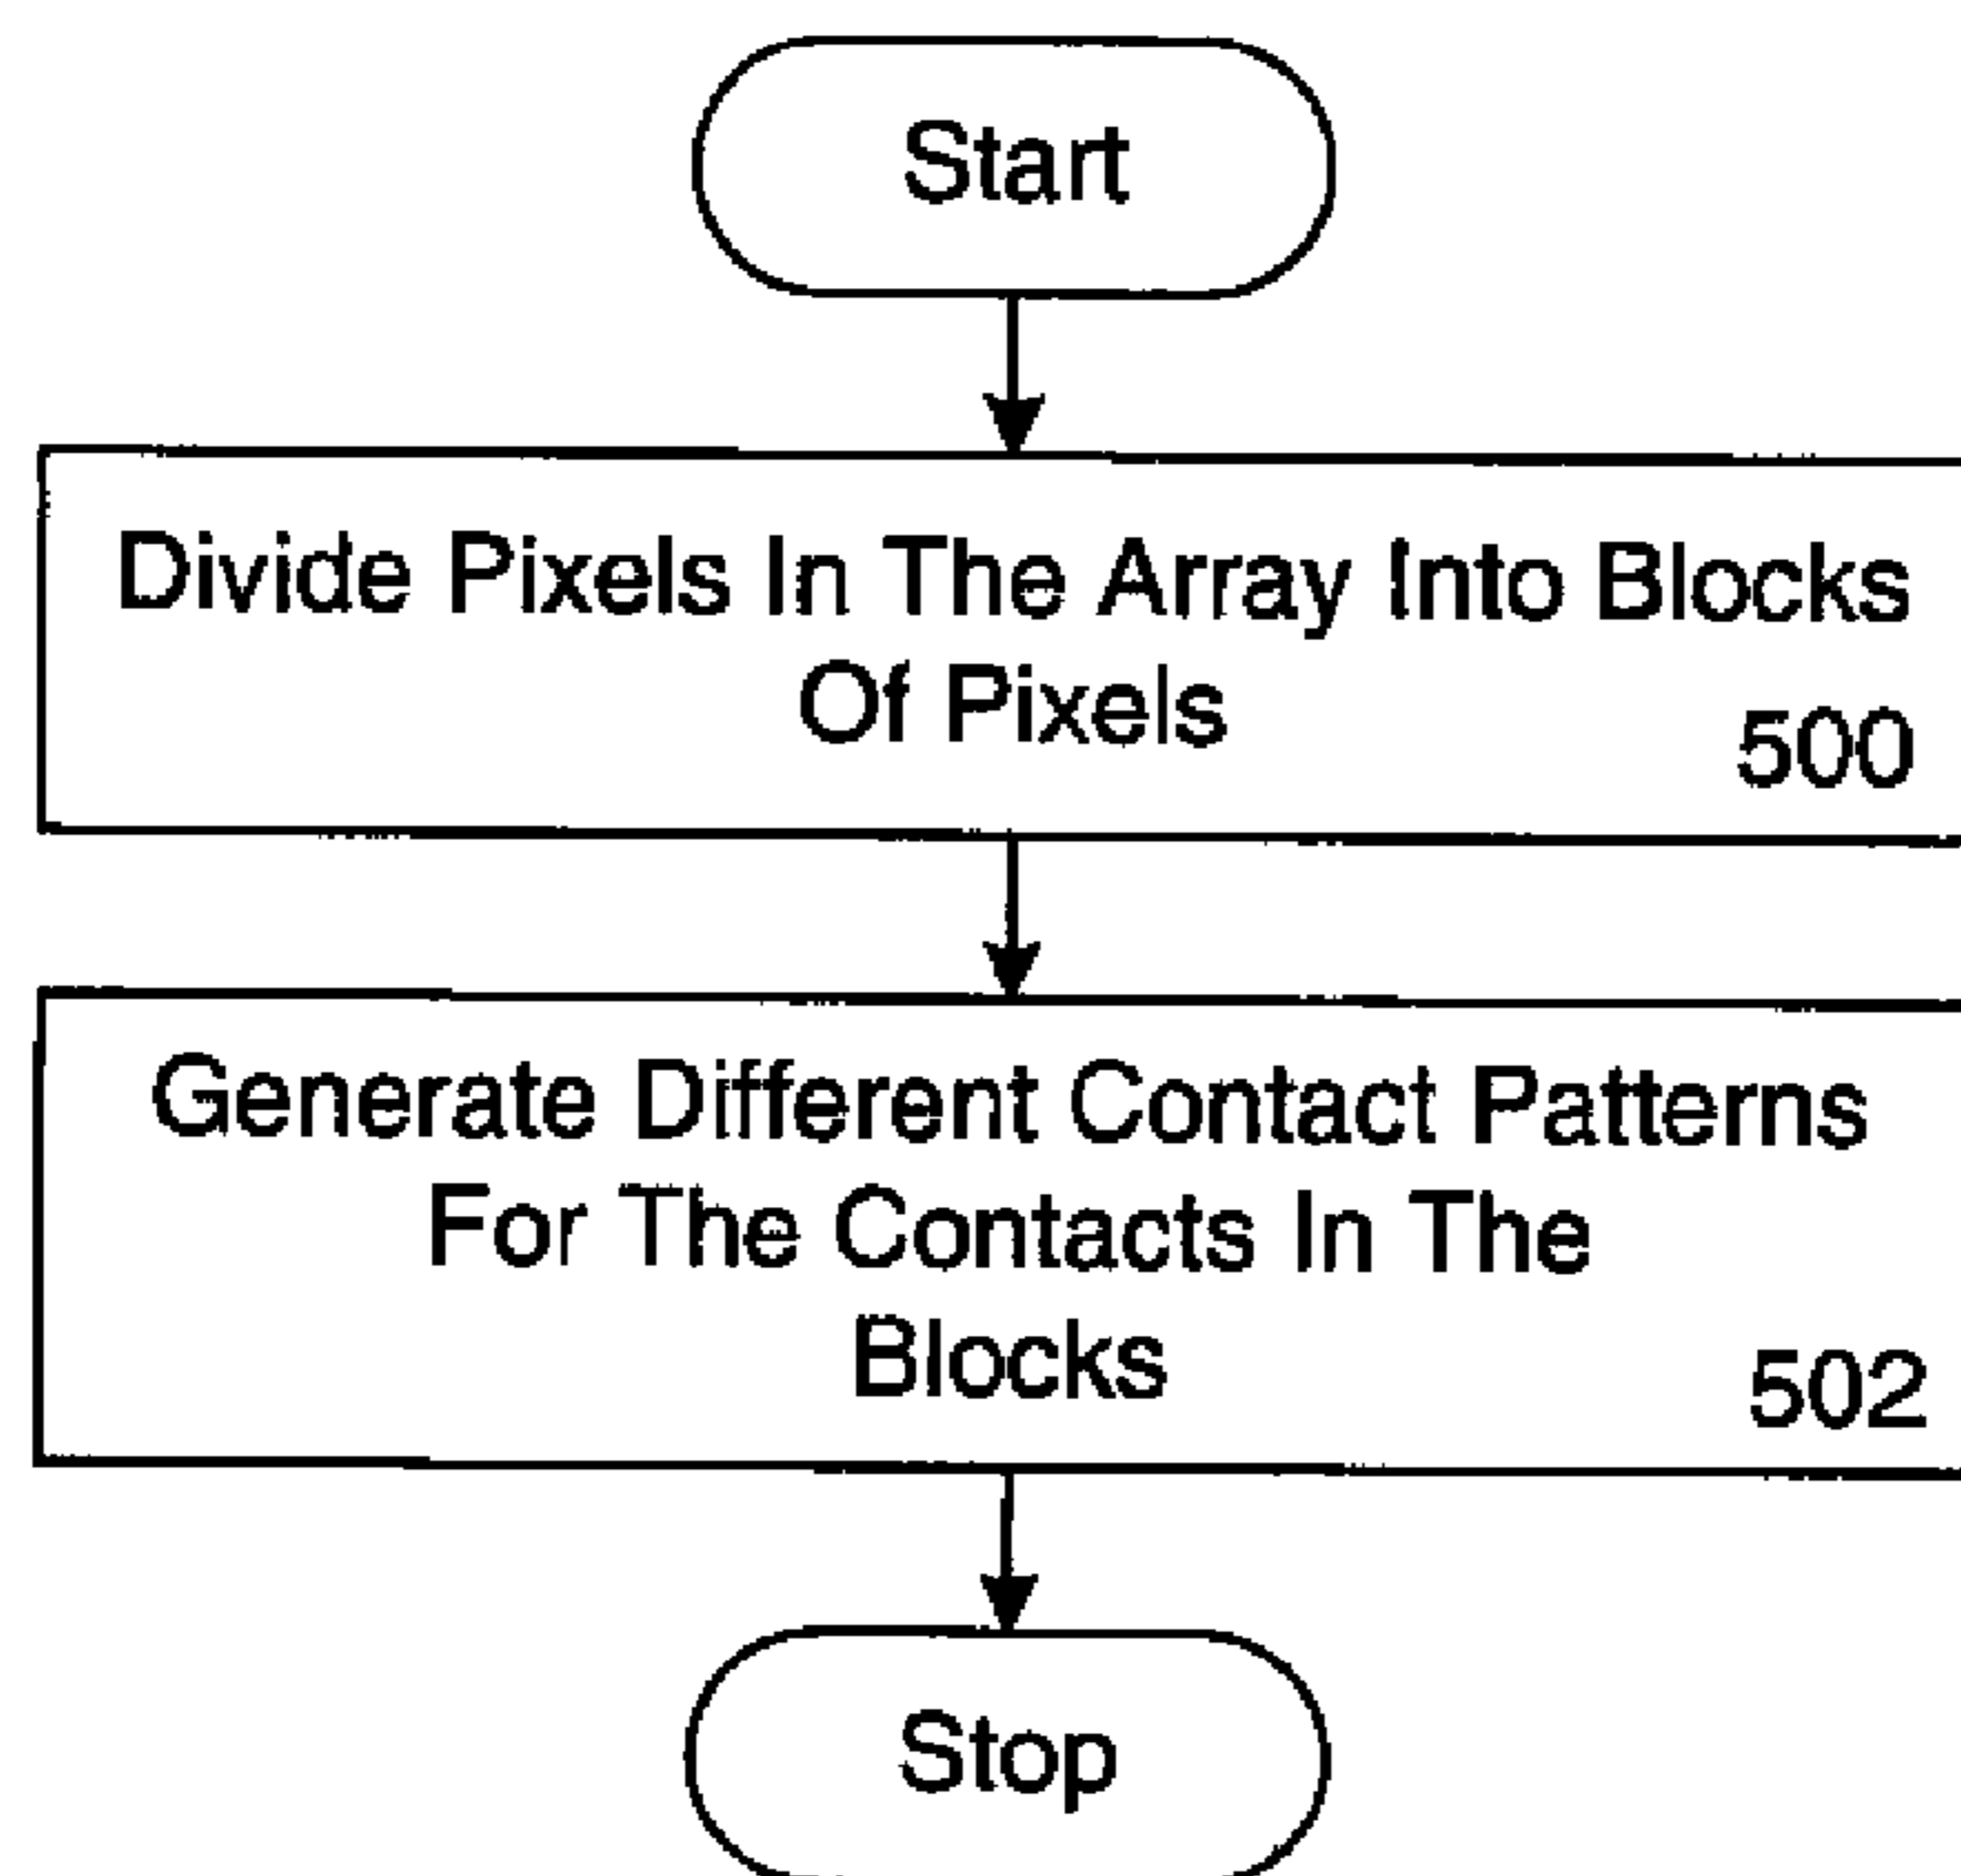 Start
Divide Pixels In The Array Into Blocks
Of Pixels
500
Generate Different Contact Patterns
For The Contacts In The
Blocks
502
Stop